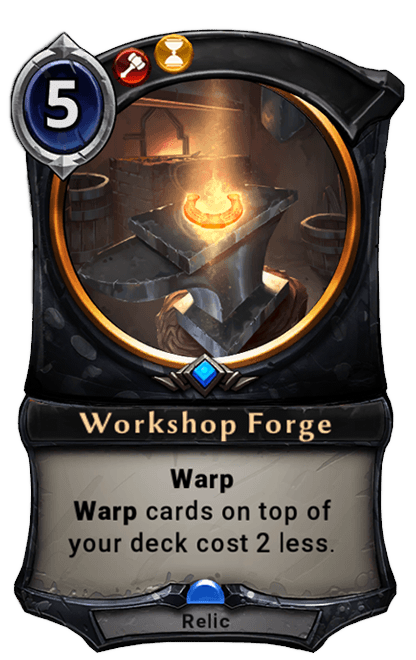 5
Workshop Forge
Warp
Warp cards on top of
your deck cost 2 less.
Relic